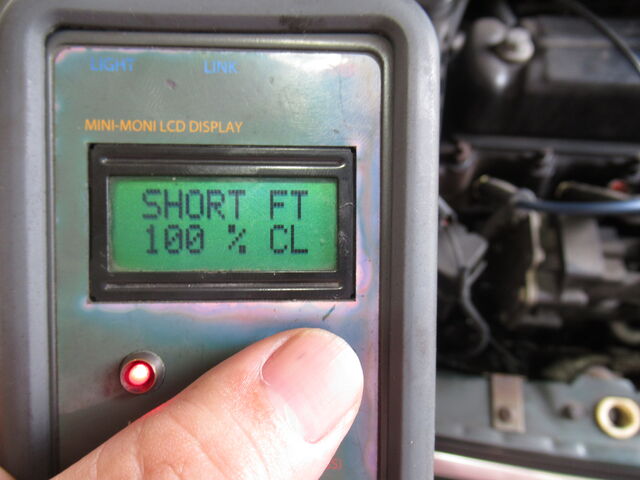 LIGHT LINK
MINI-MONI LCD DISPLAY
SHORT FT
100 % CL